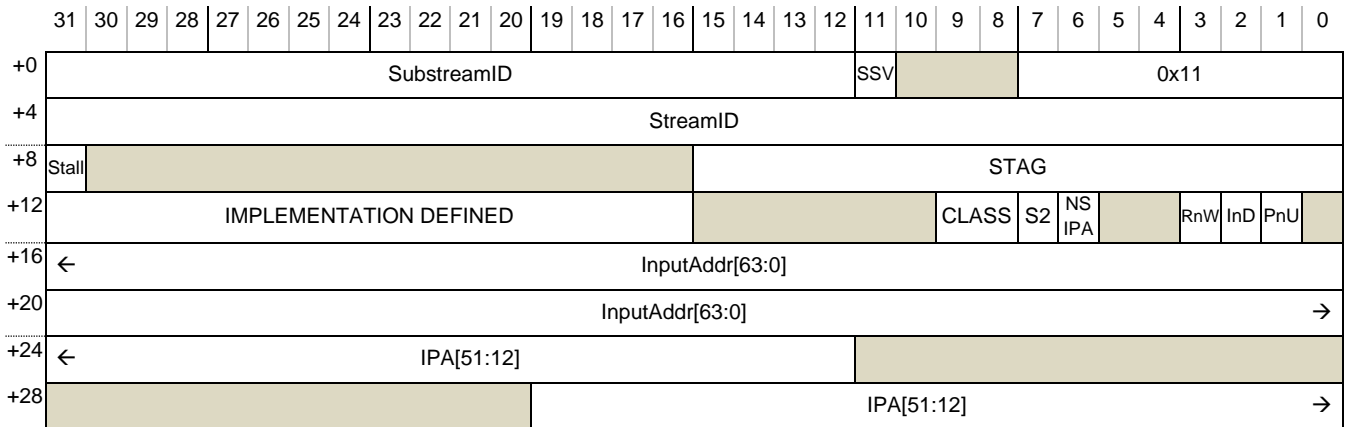 31 30 29 28 27 26 25 24 23 22 21 20 19 18 17 16 15 14 13 12 11 10 9 8 7 6 5 4 3 2 1 0
+0 SubstreamID SSV 0x11
+4 StreamID
+8 Stall STAG
+12 IMPLEMENTATION DEFINED CLASS S2 NS IPA RnW InD PnU
+16 ← InputAddr[63:0]
+20 InputAddr[63:0] →
+24 ← IPA[51:12]
+28 IPA[51:12] →